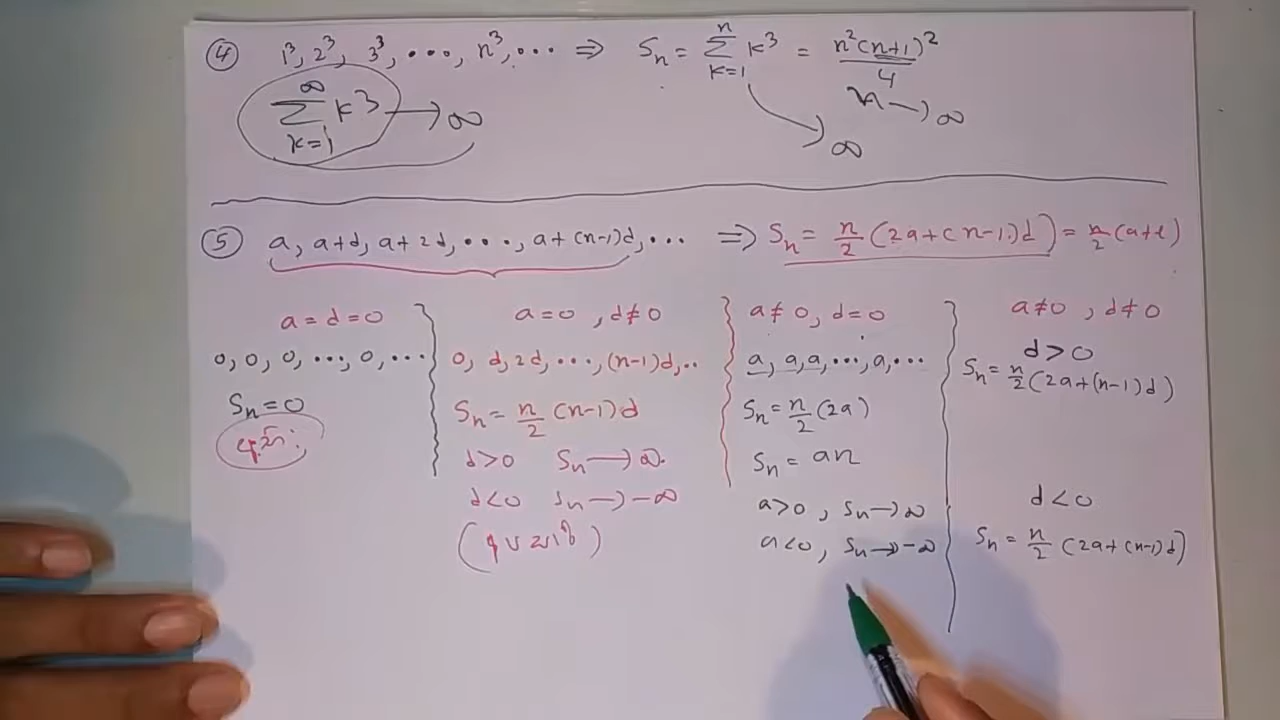 ④ 1³, 2³, 3³, ..., n³, ... ⇒ Sₙ = ∑ₖ₌₁ⁿ k³ = n²(n+1)²/4
∑ₖ₌₁^∞ k³ → ∞
n → ∞
∞
⑤ a, a+d, a+2d, ..., a+(n-1)d, ... ⇒ Sₙ = n/2 (2a+(n-1)d) = n/2 (a+l)
a = d = 0
0, 0, 0, ..., 0, ...
Sₙ = 0
a = 0, d ≠ 0
0, d, 2d, ..., (n-1)d, ..
Sₙ = n/2 (n-1)d
d>0 Sₙ → ∞.
d<0 Sₙ → -∞
a ≠ 0, d = 0
a, a, a, ..., a, ...
Sₙ = n/2 (2a)
Sₙ = an
a>0, Sₙ → ∞
a<0, Sₙ → -∞
a ≠ 0, d ≠ 0
d>0
Sₙ = n/2 (2a+(n-1)d)
d<0
Sₙ = n/2 (2a+(n-1)d)